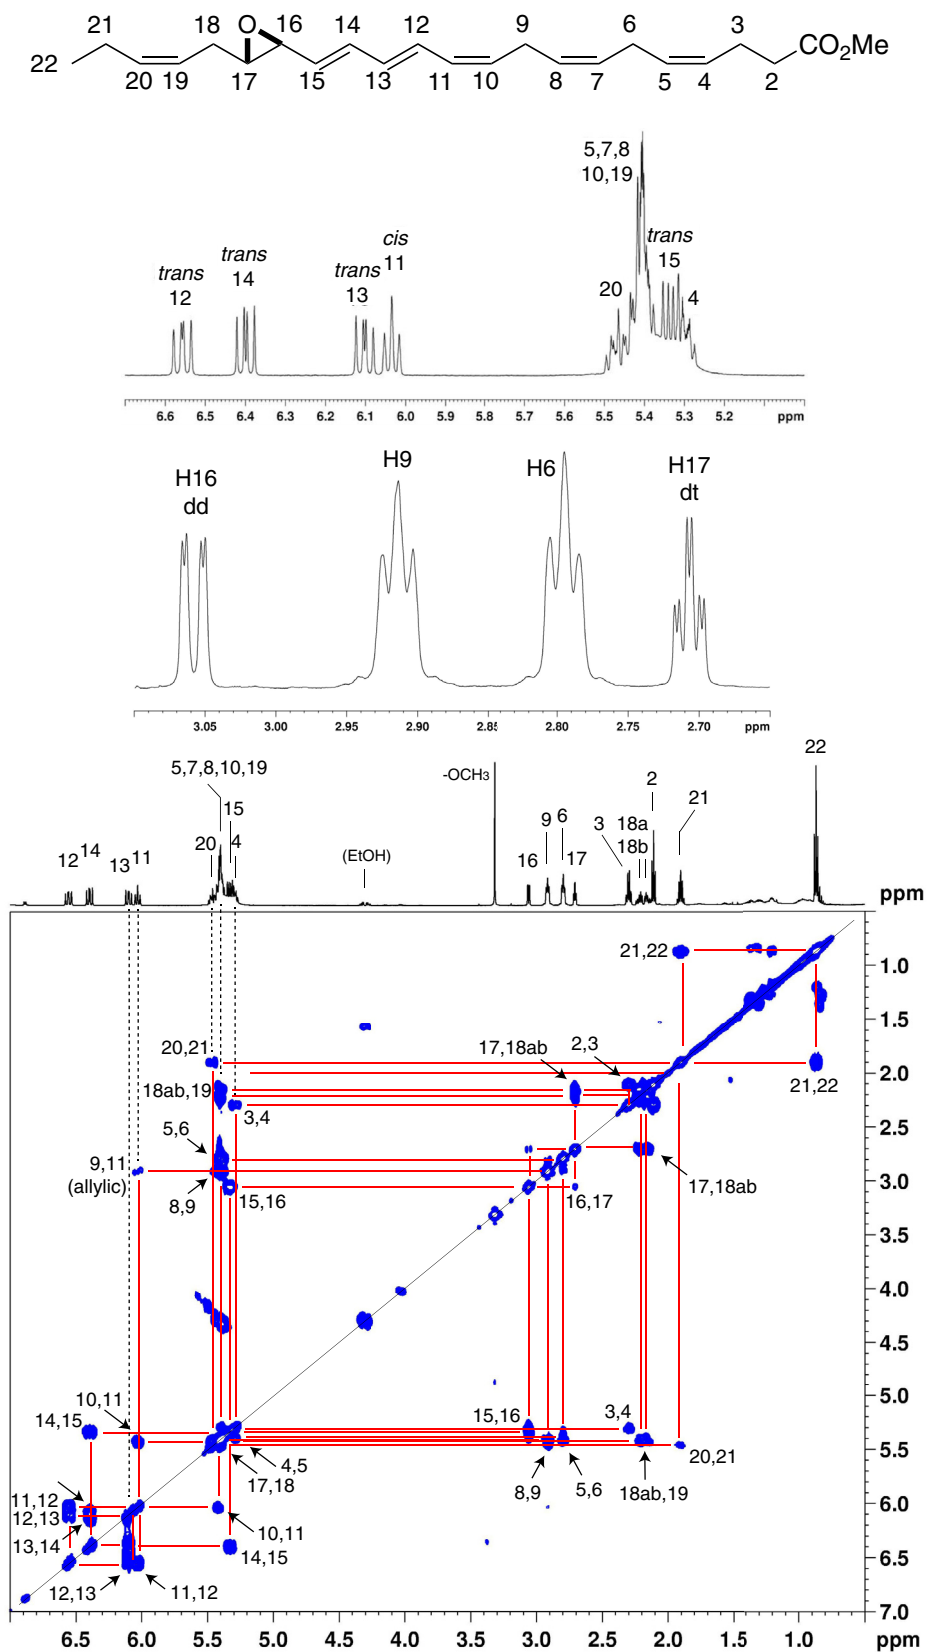 21 18 O 16 14 12 9 6 3
CO2Me
22
20 19 17 15 13 11 10 8 7 5 4 2
5,7,8
10,19
trans
12
trans
14
trans
13
cis
11
20
trans
15
4
6.6 6.5 6.4 6.3 6.2 6.1 6.0 5.9 5.8 5.7 5.6 5.5 5.4 5.3 5.2 ppm
H16
dd
H9
H6
H17
dt
3.05 3.00 2.95 2.90 2.85 2.80 2.75 2.70 ppm
5,7,8,10,19
-OCH3
22
15
20 4
12 14 13 11
(EtOH)
16 9 6 17
3 18a
18b
2
21
ppm
21,22
1.0
1.5
20,21
17,18ab
2,3
2.0
21,22
18ab,19
3,4
5,6
2.5
9,11
(allylic)
8,9
15,16
16,17
17,18ab
3.0
3.5
4.0
4.5
5.0
10,11
14,15
15,16
3,4
5.5
4,5
17,18
8,9
5,6
18ab,19
20,21
11,12
12,13
13,14
6.0
10,11
14,15
6.5
12,13
11,12
7.0
6.5 6.0 5.5 5.0 4.5 4.0 3.5 3.0 2.5 2.0 1.5 1.0 ppm
ppm